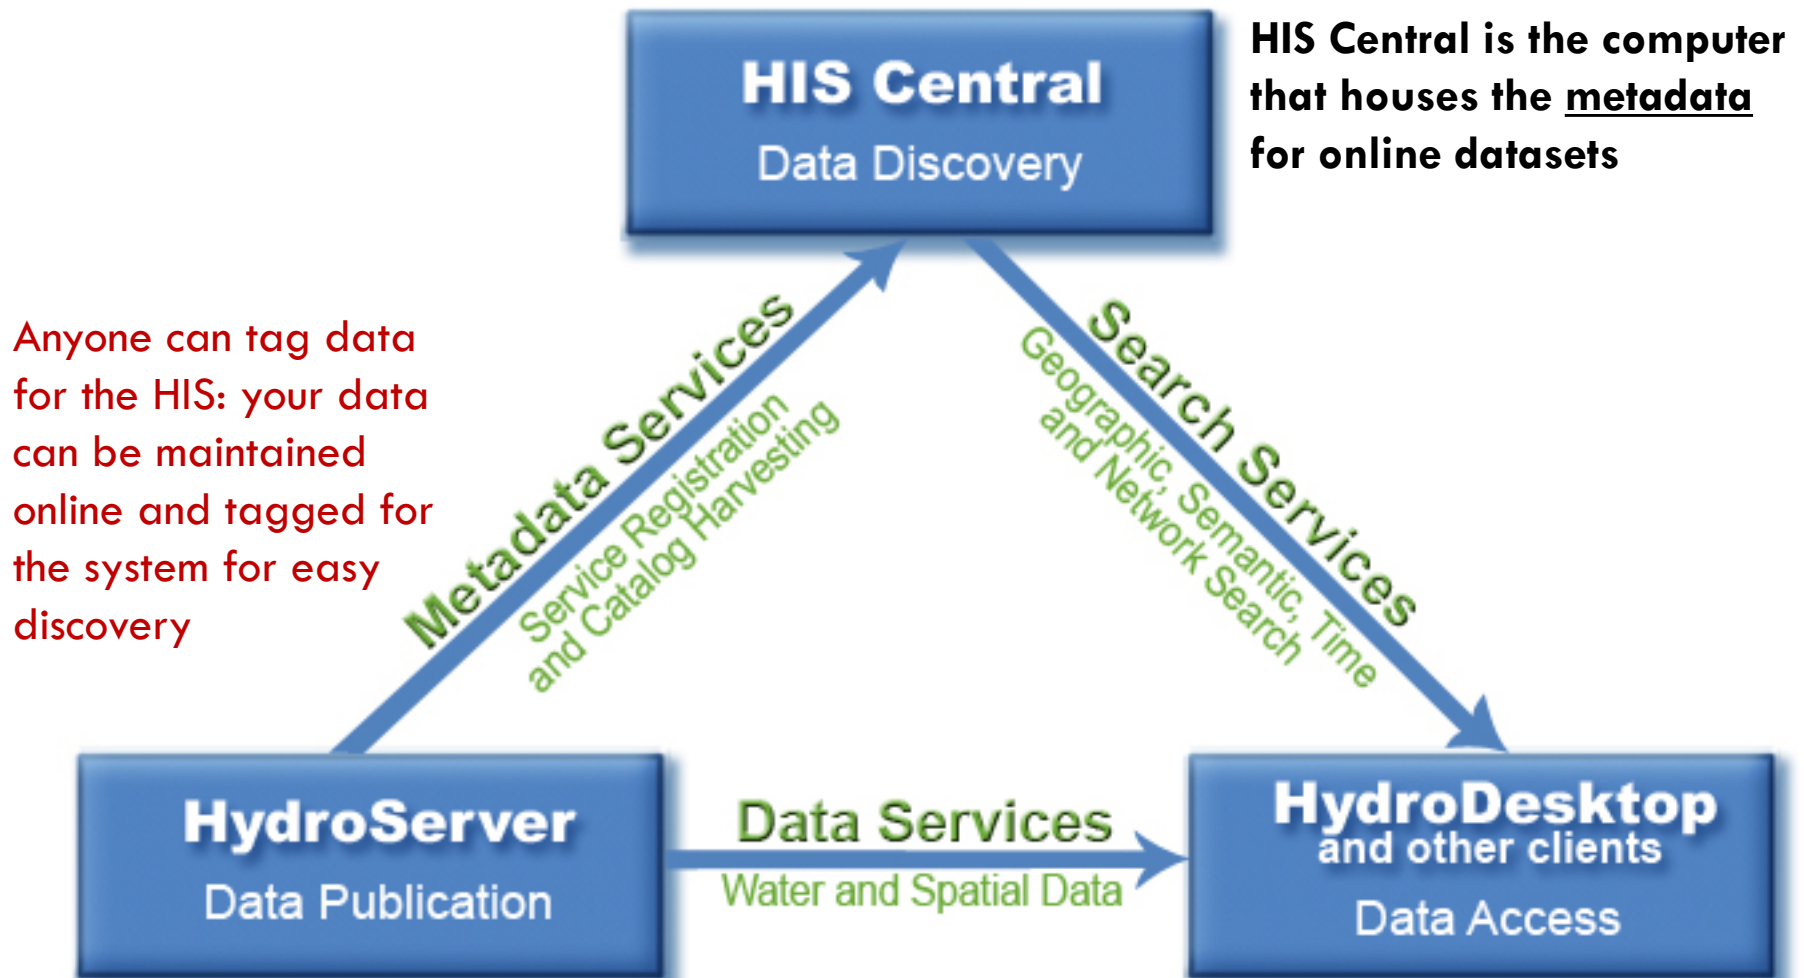 HIS Central
Data Discovery
HIS Central is the computer
that houses the metadata
for online datasets
Anyone can tag data
for the HIS: your data
can be maintained
online and tagged for
the system for easy
discovery
Metadata Services
Service Registration
and Catalog Harvesting
Search Services
Geographic, Semantic, Time
and Network Search
HydroServer
Data Publication
Data Services
Water and Spatial Data
HydroDesktop
and other clients
Data Access